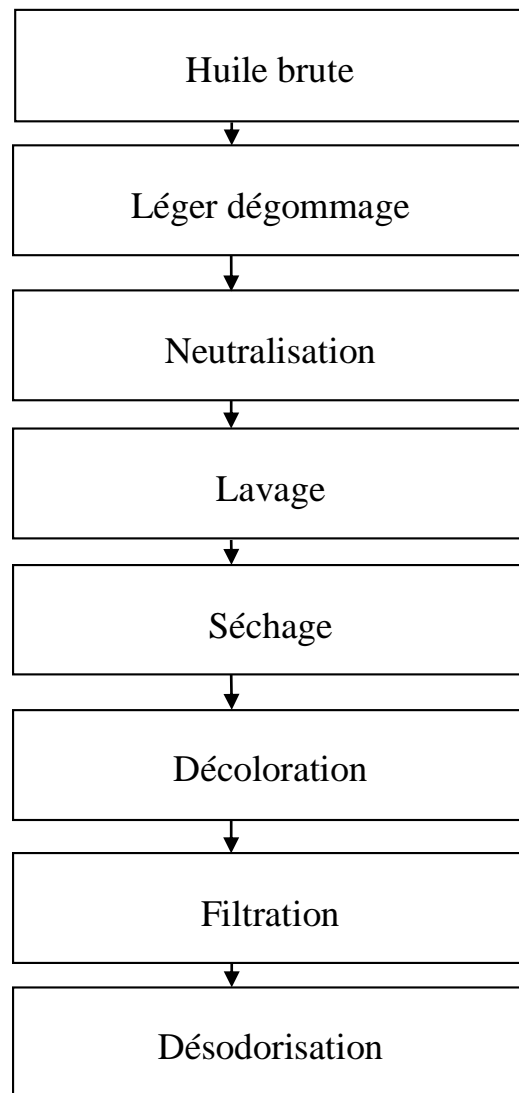 Huile brute
Léger dégommage
Neutralisation
Lavage
Séchage
Décoloration
Filtration
Désodorisation